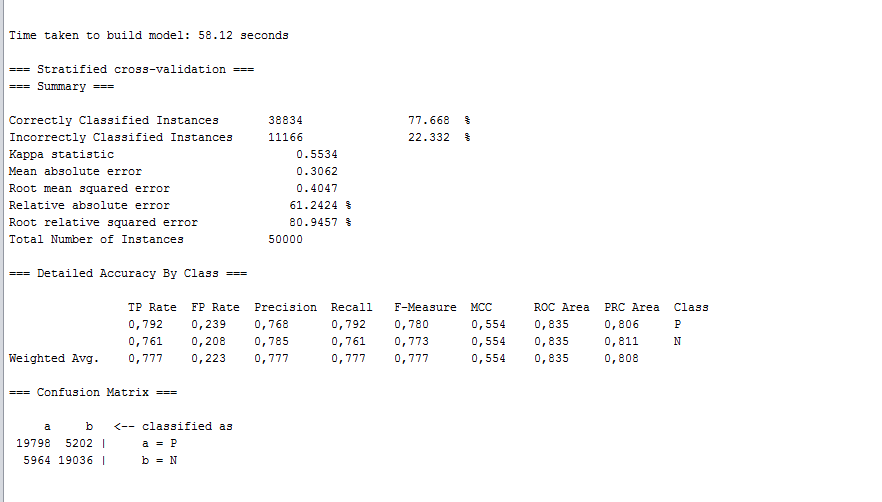 Time taken to build model: 58.12 seconds
=== Stratified cross-validation ===
=== Summary ===
Correctly Classified Instances 38834 77.668 %
Incorrectly Classified Instances 11166 22.332 %
Kappa statistic 0.5534
Mean absolute error 0.3062
Root mean squared error 0.4047
Relative absolute error 61.2424 %
Root relative squared error 80.9457 %
Total Number of Instances 50000
=== Detailed Accuracy By Class ===
TP Rate FP Rate Precision Recall F-Measure MCC ROC Area PRC Area Class
0,792 0,239 0,768 0,792 0,780 0,554 0,835 0,806 P
0,761 0,208 0,785 0,761 0,773 0,554 0,835 0,811 N
Weighted Avg. 0,777 0,223 0,777 0,777 0,777 0,554 0,835 0,808
=== Confusion Matrix ===
a b <-- classified as
19798 5202 | a = P
5964 19036 | b = N